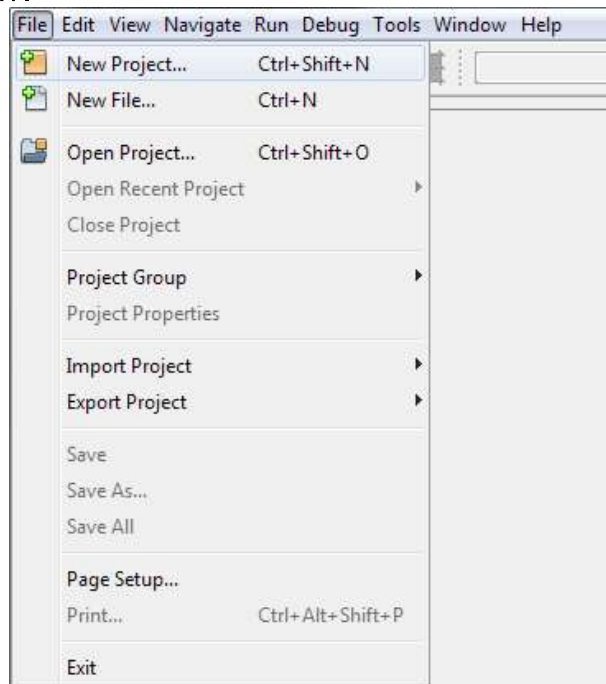 File Edit View Navigate Run Debug Tools Window Help
New Project... Ctrl+Shift+N
New File... Ctrl+N
Open Project... Ctrl+Shift+O
Open Recent Project
Close Project
Project Group
Project Properties
Import Project
Export Project
Save
Save As...
Save All
Page Setup...
Print... Ctrl+Alt+Shift+P
Exit